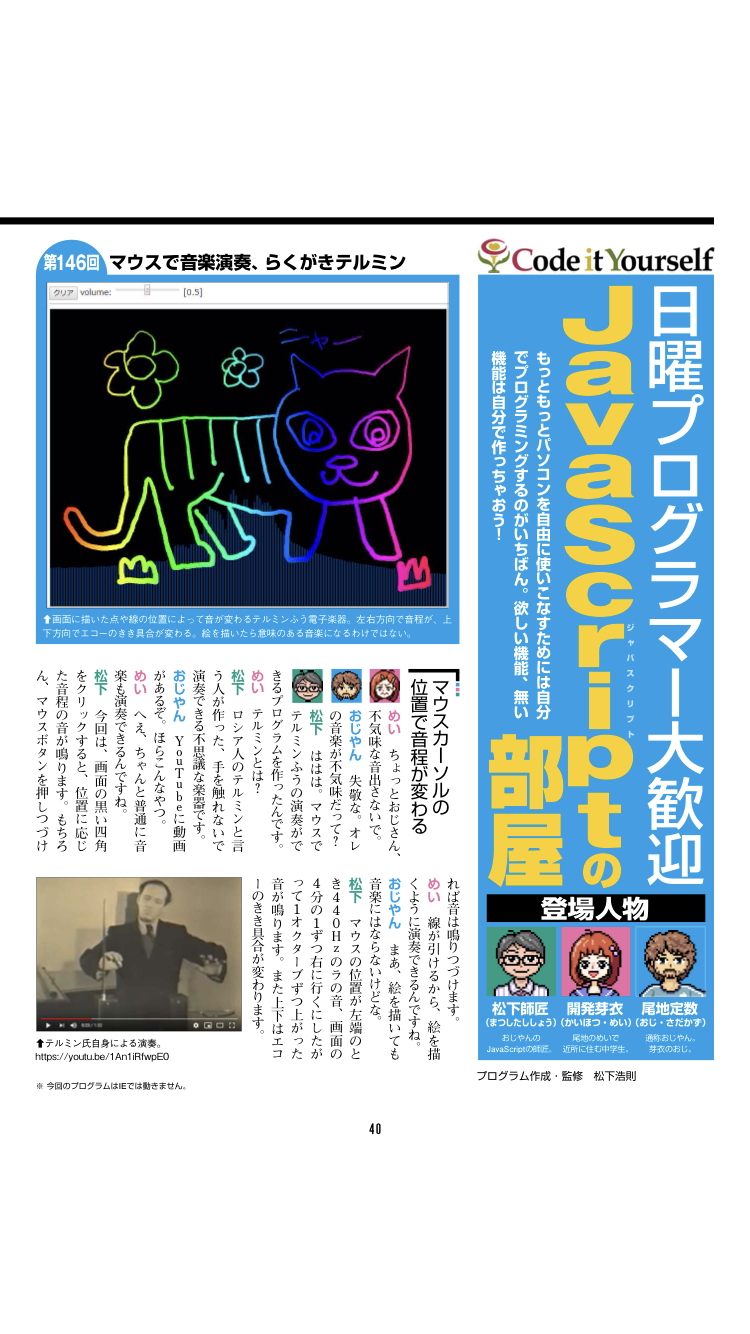 Code it Yourself
日曜プログラマー大歓迎
JavaScriptの
ジャバスクリプト
部屋
もっともっとパソコンを自由に使いこなすためには自分
でプログラミングするのがいちばん。欲しい機能、無い
機能は自分で作っちゃおう！
登場人物
松下師匠
（まつしたししょう）
おじやんの
JavaScriptの師匠。
開発芽衣
（かいほつ・めい）
尾地のめいで
近所に住む中学生。
尾地定数
（おじ・さだかず）
通称おじやん。
芽衣のおじ。
プログラム作成・監修　松下浩則
第146回
マウスで音楽演奏、らくがきテルミン
クリア
volume:
[0.5]
ニャー
⬆画面に描いた点や線の位置によって音が変わるテルミンふう電子楽器。左右方向で音程が、上
下方向でエコーのきき具合が変わる。絵を描いたら意味のある音楽になるわけではない。
マウスカーソルの
位置で音程が変わる
めい　ちょっとおじさん、
不気味な音出さないで。
おじやん　失敬な。オレ
の音楽が不気味だって？
松下　ははは。マウスで
テルミンふうの演奏がで
きるプログラムを作ったんです。
めい　テルミンとは？
松下　ロシア人のテルミンと言
う人が作った、手を触れないで
演奏できる不思議な楽器です。
おじやん　YouTubeに動画
があるぞ。ほらこんなやつ。
めい　へえ、ちゃんと普通に音
楽も演奏できるんですね。
松下　今回は、画面の黒い四角
をクリックすると、位置に応じ
た音程の音が鳴ります。もちろ
ん、マウスボタンを押しつづけ
れば音は鳴りつづけます。
めい　線が引けるから、絵を描
くように演奏できるんですね。
おじやん　まあ、絵を描いても
音楽にはならないけどな。
松下　マウスの位置が左端のと
き440Hzのラの音、画面の
4分の1ずつ右に行くにしたが
って1オクターブずつ上がった
音が鳴ります。また上下はエコ
ーのきき具合が変わります。
⬆テルミン氏自身による演奏。
https://youtu.be/1An1iRfwpE0
※ 今回のプログラムはIEでは動きません。
40